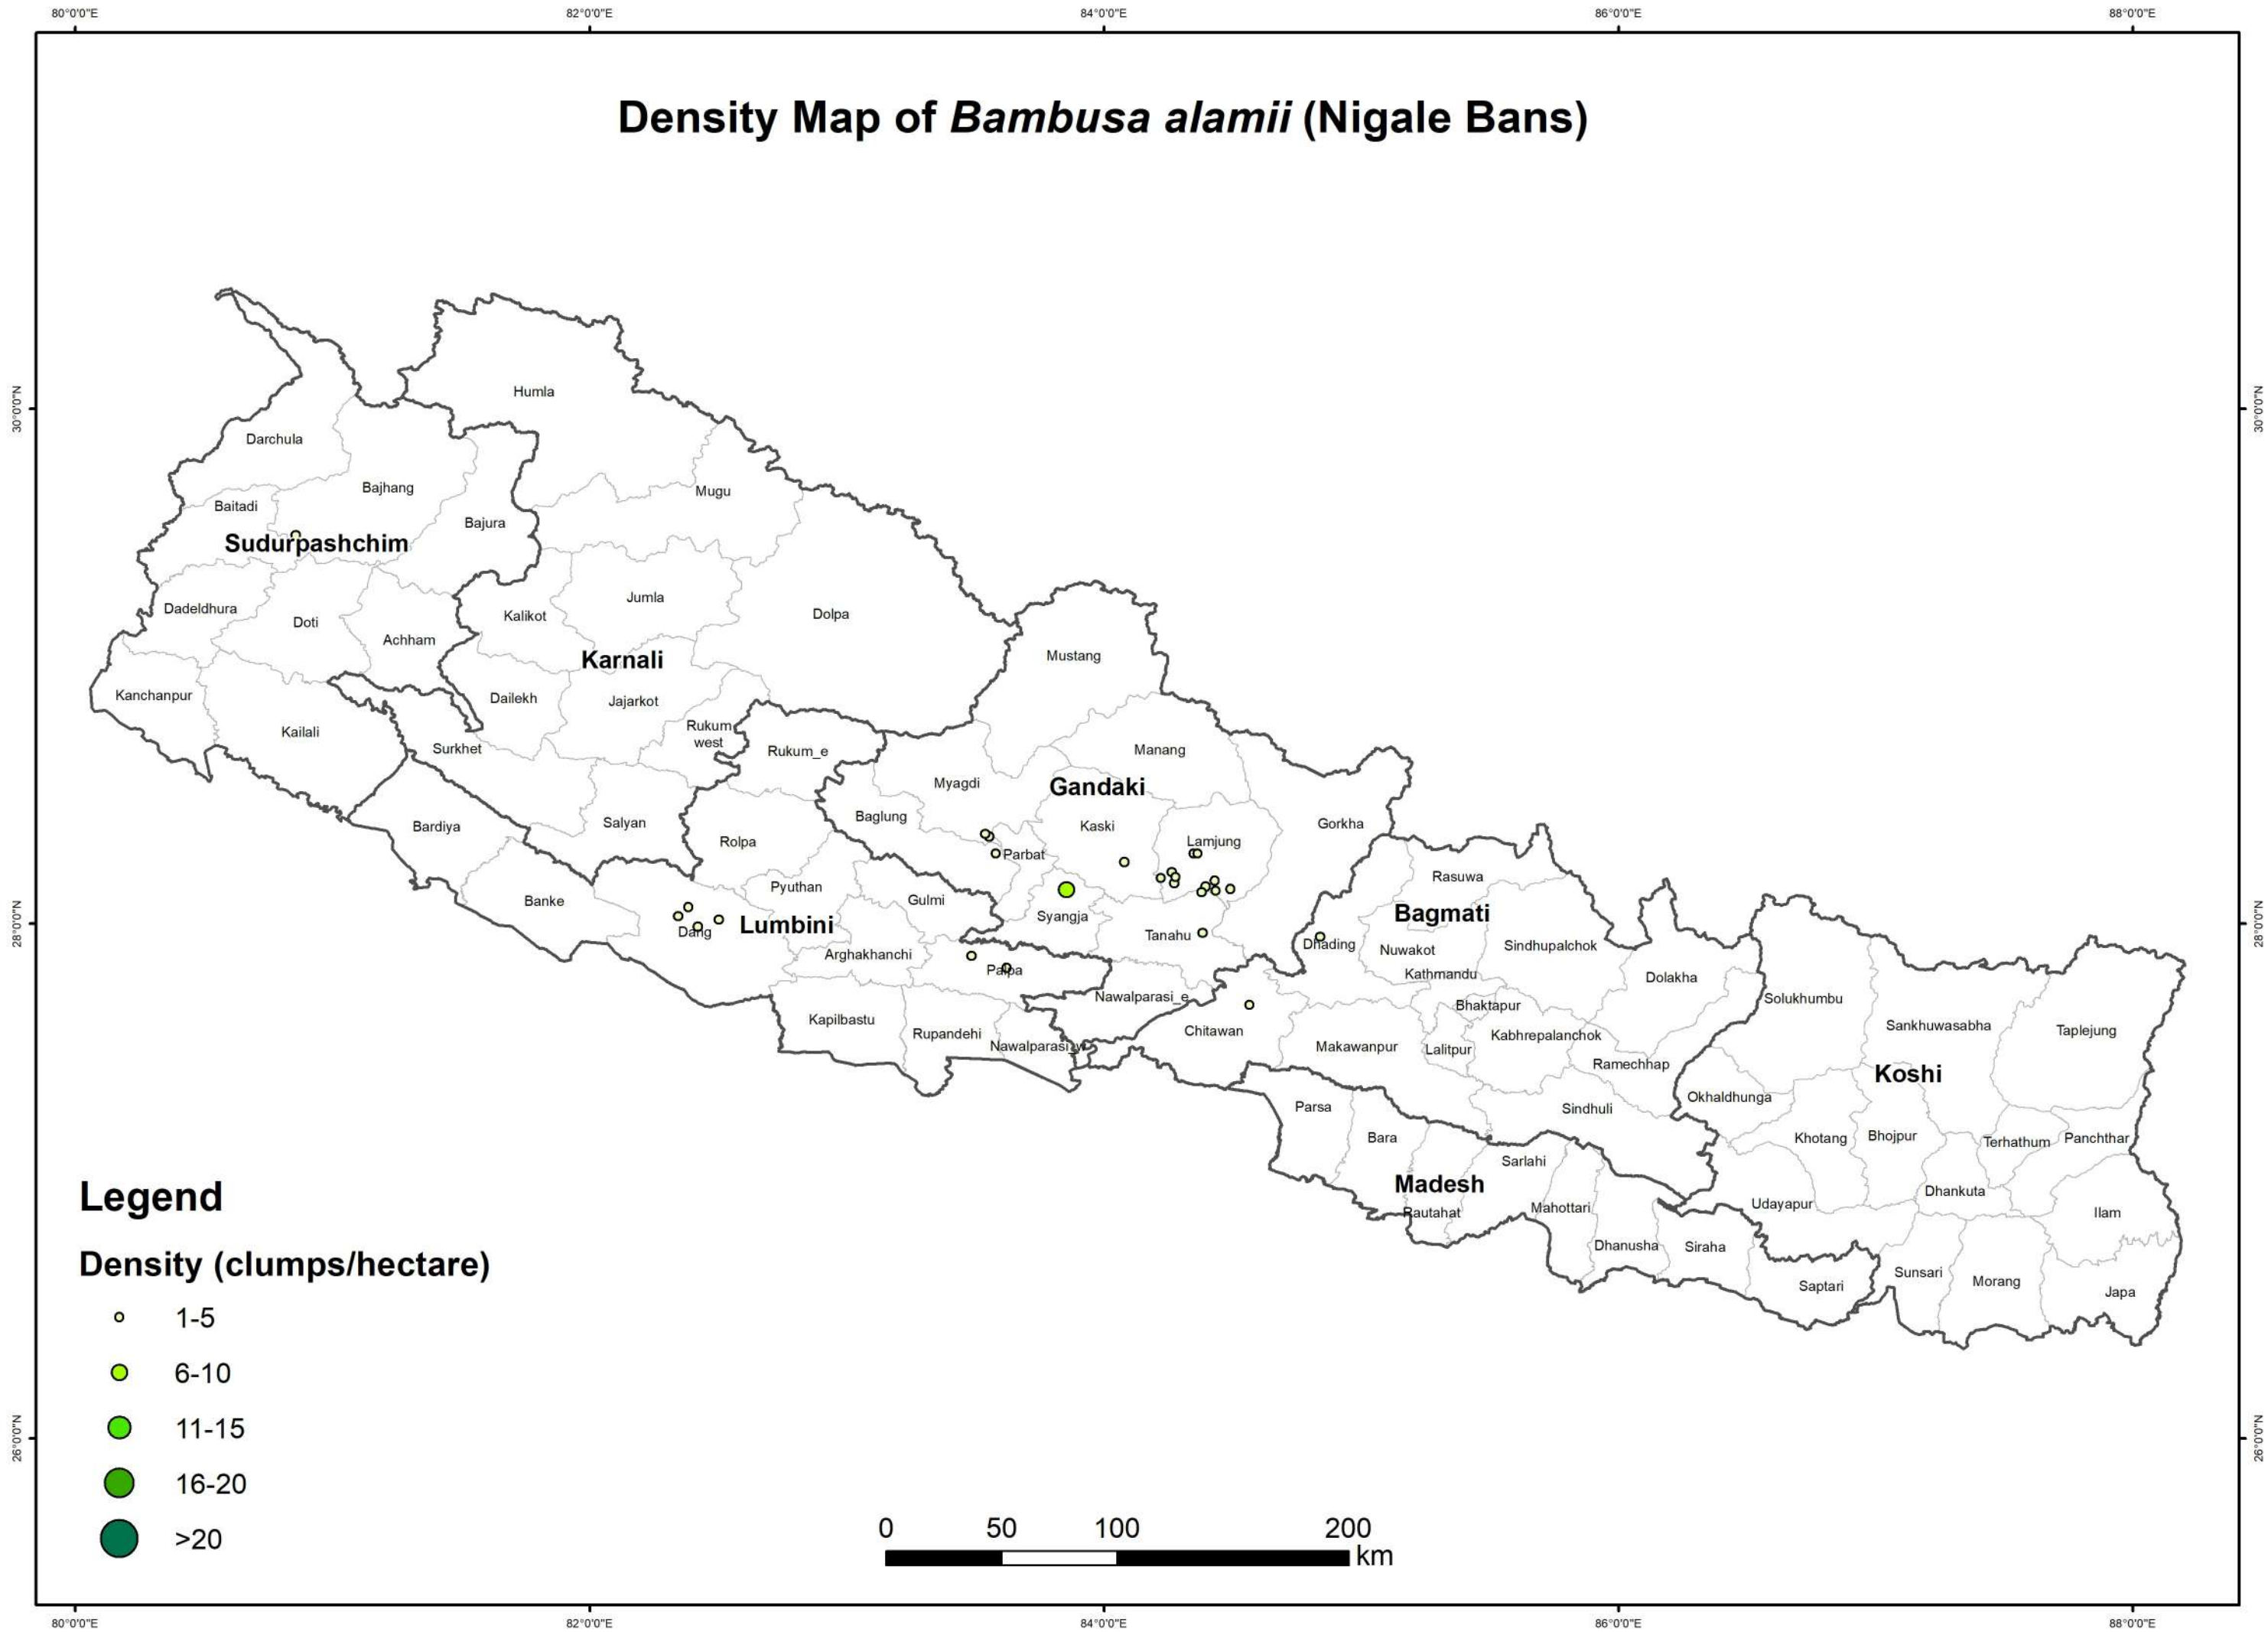 80°0'0"E 82°0'0"E 84°0'0"E 86°0'0"E 88°0'0"E
Density Map of Bambusa alamii (Nigale Bans)
30°0'0"N 30°0'0"N
28°0'0"N 28°0'0"N
26°0'0"N 26°0'0"N
Humla
Darchula
Bajhang
Mugu
Baitadi
Bajura
Sudurpashchim
Jumla
Dadeldhura
Kalikot
Dolpa
Doti
Achham
Karnali
Mustang
Kanchanpur
Dailekh
Jajarkot
Kailali
Rukum
west
Surkhet
Rukum_e
Manang
Myagdi
Gandaki
Baglung
Salyan
Bardiya
Kaski
Gorkha
Rolpa
Lamjung
Parbat
Rasuwa
Pyuthan
Banke
Gulmi
Bagmati
Syangja
Lumbini
Dang
Tanahu
Dhading
Sindhupalchok
Nuwakot
Arghakhanchi
Palpa
Kathmandu
Dolakha
Nawalparasi_e
Solukhumbu
Bhaktapur
Kapilbastu
Sankhuwasabha
Chitawan
Taplejung
Rupandehi
Kabhrepalanchok
Nawalparasi_w
Makawanpur
Lalitpur
Ramechhap
Koshi
Okhaldhunga
Parsa
Sindhuli
Bara
Khotang
Bhojpur
Terhathum
Panchthar
Sarlahi
Madesh
Dhankuta
Udayapur
Mahottari
Rautahat
Ilam
Dhanusha
Siraha
Sunsari
Morang
Saptari
Japa
Legend
Density (clumps/hectare)
1-5
6-10
11-15
16-20
>20
0 50 100 200
km
80°0'0"E 82°0'0"E 84°0'0"E 86°0'0"E 88°0'0"E